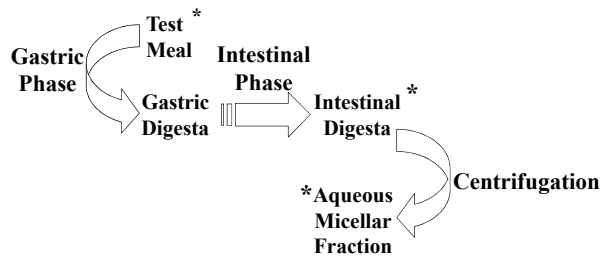 Test *
Meal
Gastric
Phase
Intestinal
Phase
Gastric
Digesta
Intestinal *
Digesta
Centrifugation
*Aqueous
Micellar
Fraction